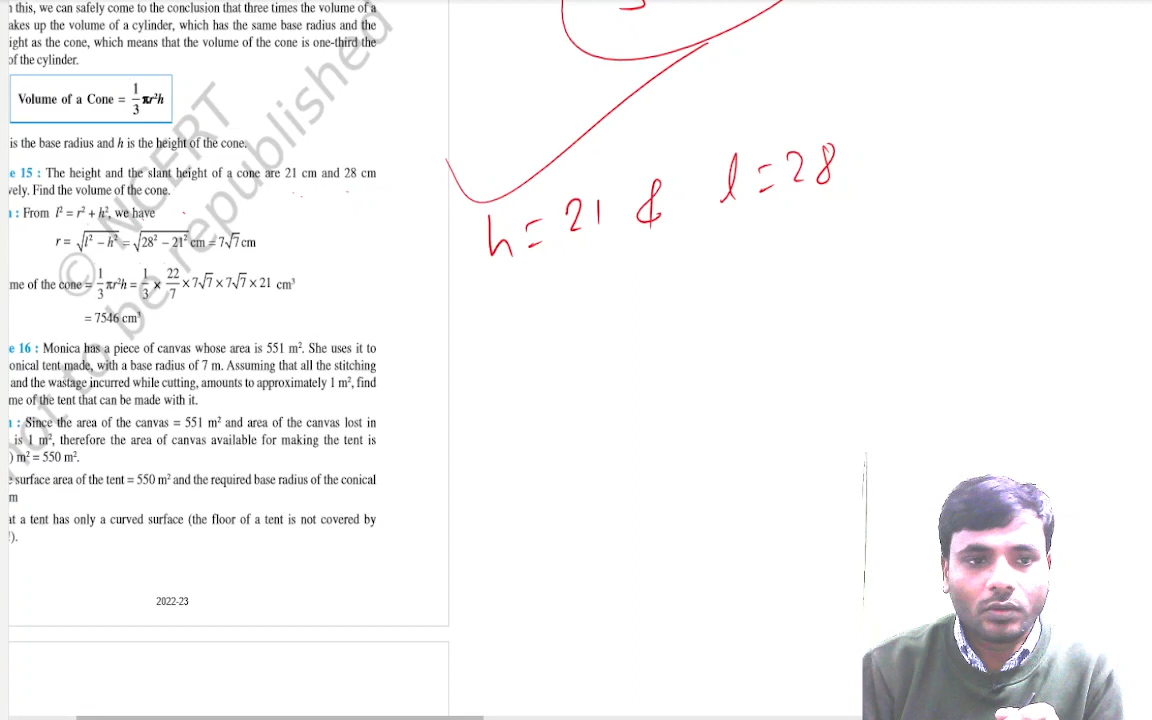 this, we can safely come to the conclusion that three times the volume of a
akes up the volume of a cylinder, which has the same base radius and the
ight as the cone, which means that the volume of the cone is one-third the
of the cylinder.
Volume of a Cone = 1/3 πr²h
is the base radius and h is the height of the cone.
e 15 : The height and the slant height of a cone are 21 cm and 28 cm
vely. Find the volume of the cone.
: From l² = r² + h², we have
r = √(l² – h²) = √(28² – 21²) cm = 7√7 cm
me of the cone = 1/3 πr²h = 1/3 × 22/7 × 7√7 × 7√7 × 21 cm³
= 7546 cm³
e 16 : Monica has a piece of canvas whose area is 551 m². She uses it to
onical tent made, with a base radius of 7 m. Assuming that all the stitching
and the wastage incurred while cutting, amounts to approximately 1 m², find
me of the tent that can be made with it.
: Since the area of the canvas = 551 m² and area of the canvas lost in
is 1 m², therefore the area of canvas available for making the tent is
) m² = 550 m².
surface area of the tent = 550 m² and the required base radius of the conical
m
at a tent has only a curved surface (the floor of a tent is not covered by
).
2022-23
© NCERT
not to be republished
h = 21 & l = 28